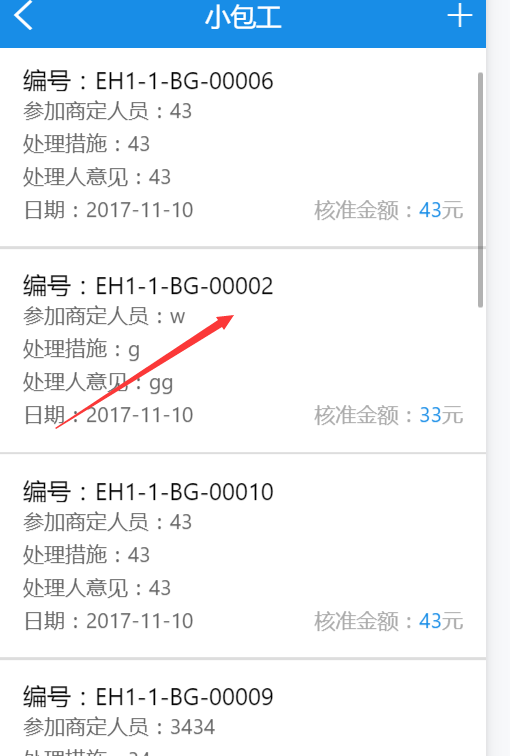 小包工
编号：EH1-1-BG-00006
参加商定人员：43
处理措施：43
处理人意见：43
日期：2017-11-10 核准金额：43元
编号：EH1-1-BG-00002
参加商定人员：w
处理措施：g
处理人意见：gg
日期：2017-11-10 核准金额：33元
编号：EH1-1-BG-00010
参加商定人员：43
处理措施：43
处理人意见：43
日期：2017-11-10 核准金额：43元
编号：EH1-1-BG-00009
参加商定人员：3434